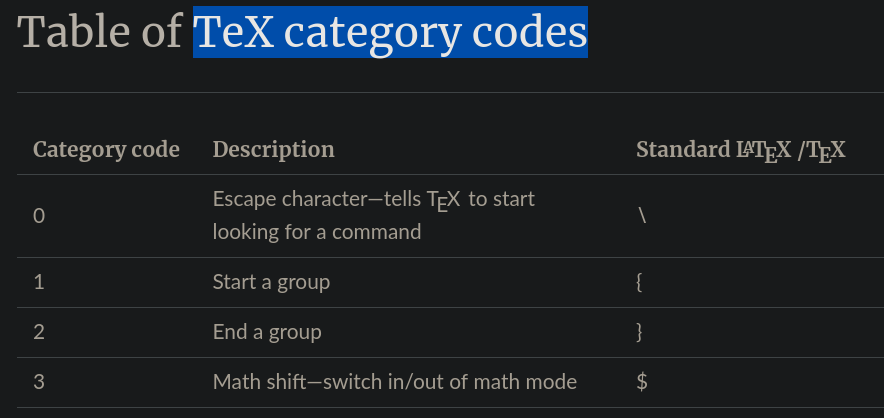 Table of TeX category codes
Category code Description Standard LATEX /TEX
0 Escape character—tells TEX to start
looking for a command \
1 Start a group {
2 End a group }
3 Math shift—switch in/out of math mode $